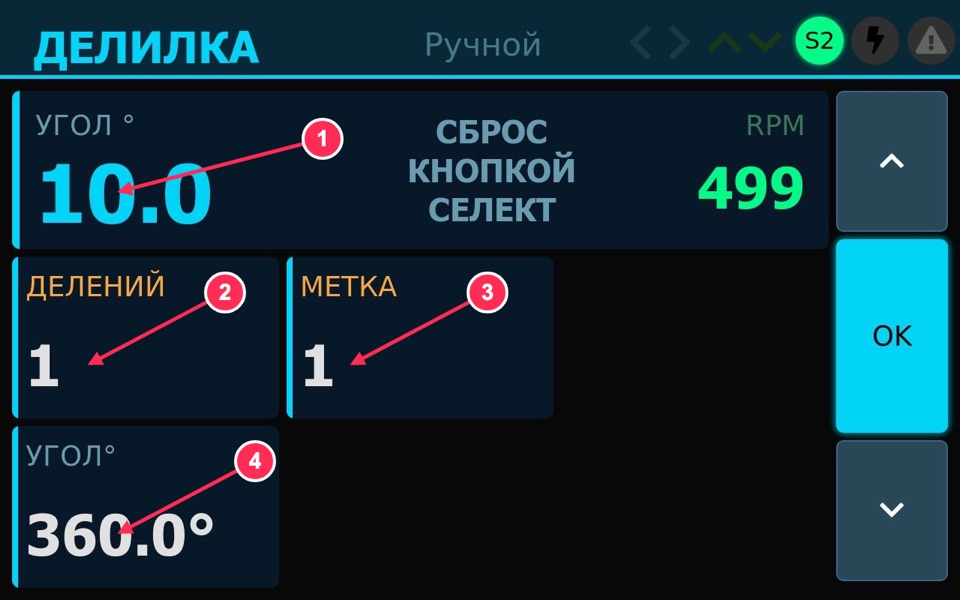 ДЕЛИЛКА
Ручной
S2
УГОЛ °
10.0
1
СБРОС
КНОПКОЙ
СЕЛЕКТ
RPM
499
ДЕЛЕНИЙ
2
1
МЕТКА
3
1
OK
УГОЛ°
4
360.0°